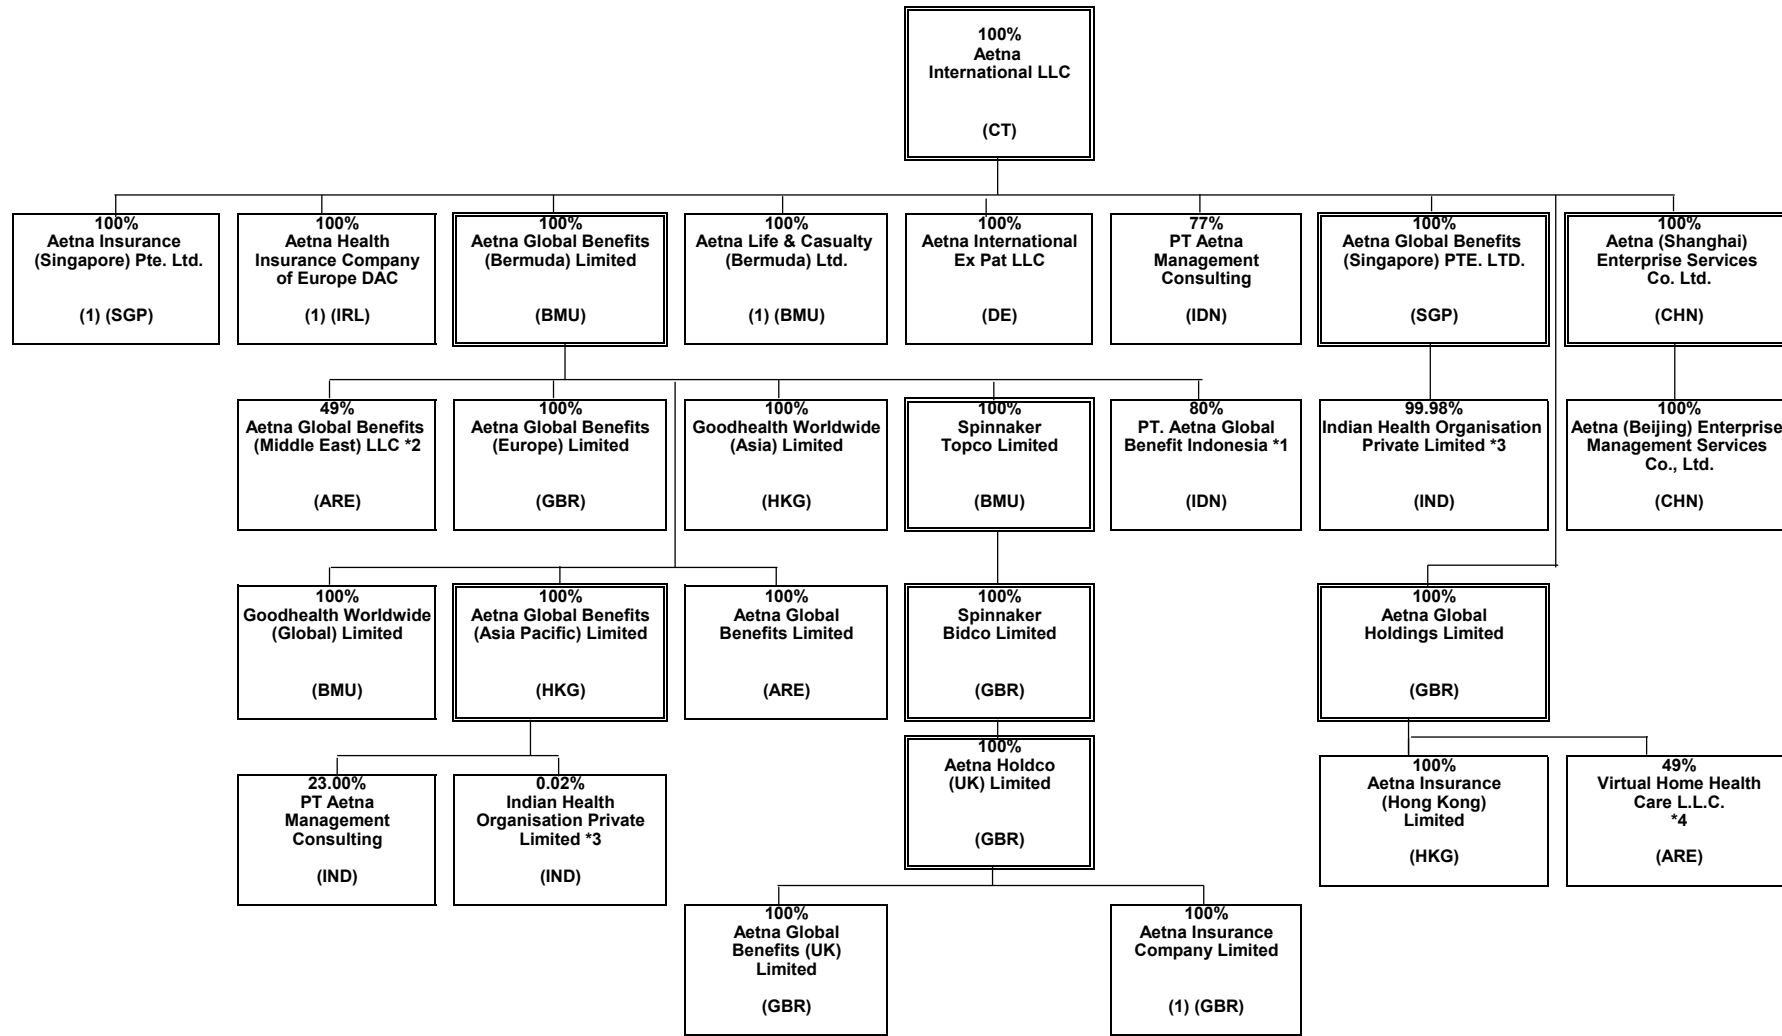 100%
Aetna
International LLC
(CT)
100%
Aetna Insurance
(Singapore) Pte. Ltd.
(1) (SGP)
100%
Aetna Health
Insurance Company
of Europe DAC
(1) (IRL)
100%
Aetna Global Benefits
(Bermuda) Limited
(BMU)
100%
Aetna Life & Casualty
(Bermuda) Ltd.
(1) (BMU)
100%
Aetna International
Ex Pat LLC
(DE)
77%
PT Aetna
Management
Consulting
(IDN)
100%
Aetna Global Benefits
(Singapore) PTE. LTD.
(SGP)
100%
Aetna (Shanghai)
Enterprise Services
Co. Ltd.
(CHN)
49%
Aetna Global Benefits
(Middle East) LLC *2
(ARE)
100%
Aetna Global Benefits
(Europe) Limited
(GBR)
100%
Goodhealth Worldwide
(Asia) Limited
(HKG)
100%
Spinnaker
Topco Limited
(BMU)
80%
PT. Aetna Global
Benefit Indonesia *1
(IDN)
99.98%
Indian Health Organisation
Private Limited *3
(IND)
100%
Aetna (Beijing) Enterprise
Management Services
Co., Ltd.
(CHN)
100%
Goodhealth Worldwide
(Global) Limited
(BMU)
100%
Aetna Global Benefits
(Asia Pacific) Limited
(HKG)
100%
Aetna Global
Benefits Limited
(ARE)
100%
Spinnaker
Bidco Limited
(GBR)
100%
Aetna Global
Holdings Limited
(GBR)
23.00%
PT Aetna
Management
Consulting
(IND)
0.02%
Indian Health
Organisation Private
Limited *3
(IND)
100%
Aetna Holdco
(UK) Limited
(GBR)
100%
Aetna Insurance
(Hong Kong)
Limited
(HKG)
49%
Virtual Home Health
Care L.L.C.
*4
(ARE)
100%
Aetna Global
Benefits (UK)
Limited
(GBR)
100%
Aetna Insurance
Company Limited
(1) (GBR)